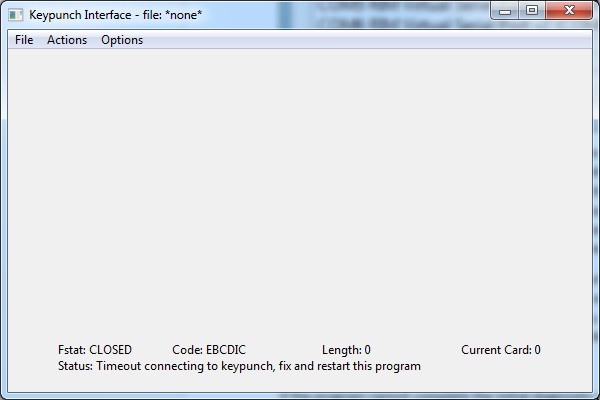 Keypunch Interface - file: *none*
File Actions Options
Fstat: CLOSED Code: EBCDIC Length: 0 Current Card: 0
Status: Timeout connecting to keypunch, fix and restart this program